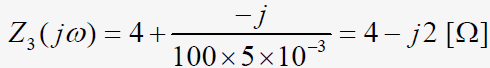 Z₃(jω) = 4 + −j / (100 × 5 × 10⁻³) = 4 − j2 [Ω]